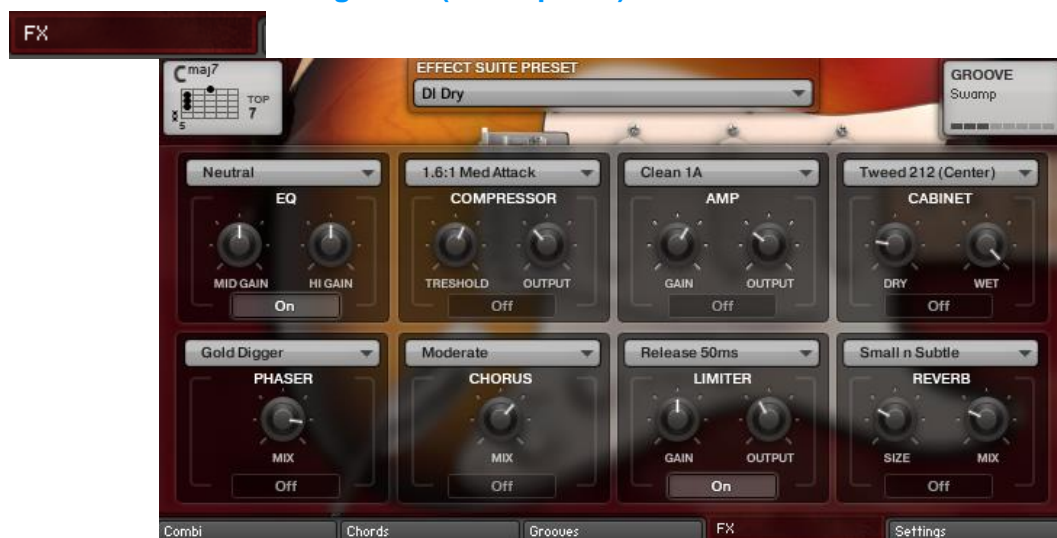 FX
Cmaj7
TOP
7
x
5
EFFECT SUITE PRESET
DI Dry
GROOVE
Swamp
Neutral
EQ
MID GAIN HI GAIN
On
1.6:1 Med Attack
COMPRESSOR
TRESHOLD OUTPUT
Off
Clean 1A
AMP
GAIN OUTPUT
Off
Tweed 212 (Center)
CABINET
DRY WET
Off
Gold Digger
PHASER
MIX
Off
Moderate
CHORUS
MIX
Off
Release 50ms
LIMITER
GAIN OUTPUT
On
Small n Subtle
REVERB
SIZE MIX
Off
Combi Chords Grooves FX Settings